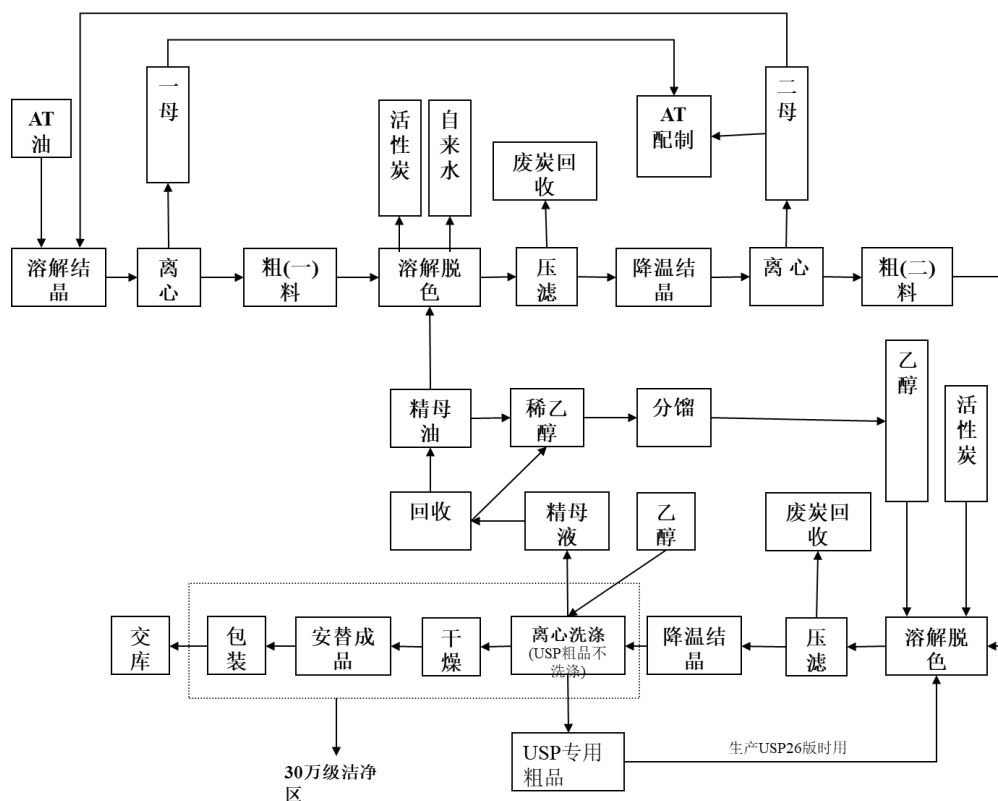 一
母
二
母
AT
油
活
性
炭
自
来
水
AT
配制
废炭回
收
溶解结
晶
离
心
粗(一)
料
溶解脱
色
压
滤
降温结
晶
离 心
粗(二)
料
乙
醇
精母
油
稀乙
醇
分馏
活
性
炭
回收
精母
液
乙
醇
废炭回
收
交
库
包
装
安替成
品
干
燥
离心洗涤
(USP粗品不
洗涤)
降温结
晶
压
滤
溶解脱
色
USP专用
粗品
生产USP26版时用
30万级洁净
区